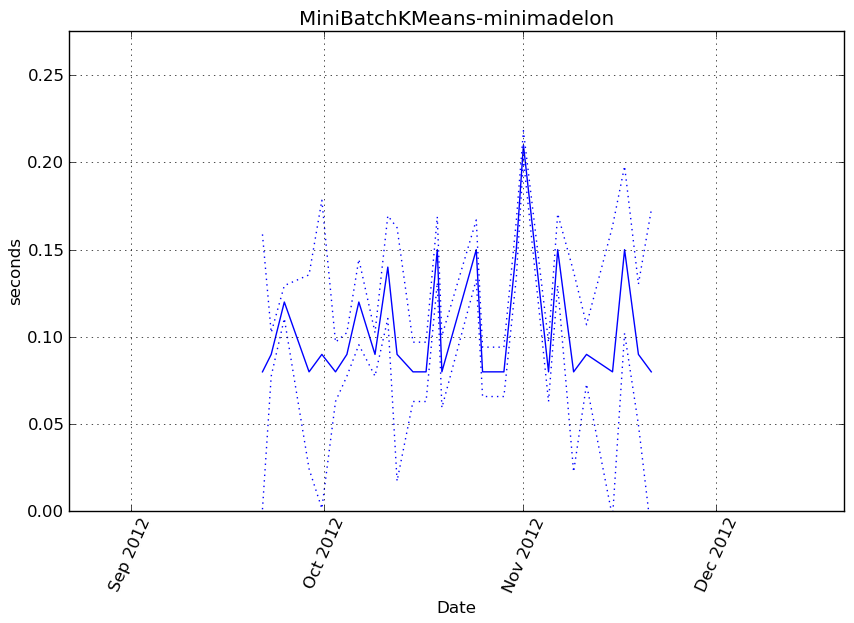 MiniBatchKMeans-minimadelon
0.25
0.20
0.15
0.10
0.05
0.00
seconds
Sep 2012
Oct 2012
Nov 2012
Dec 2012
Date